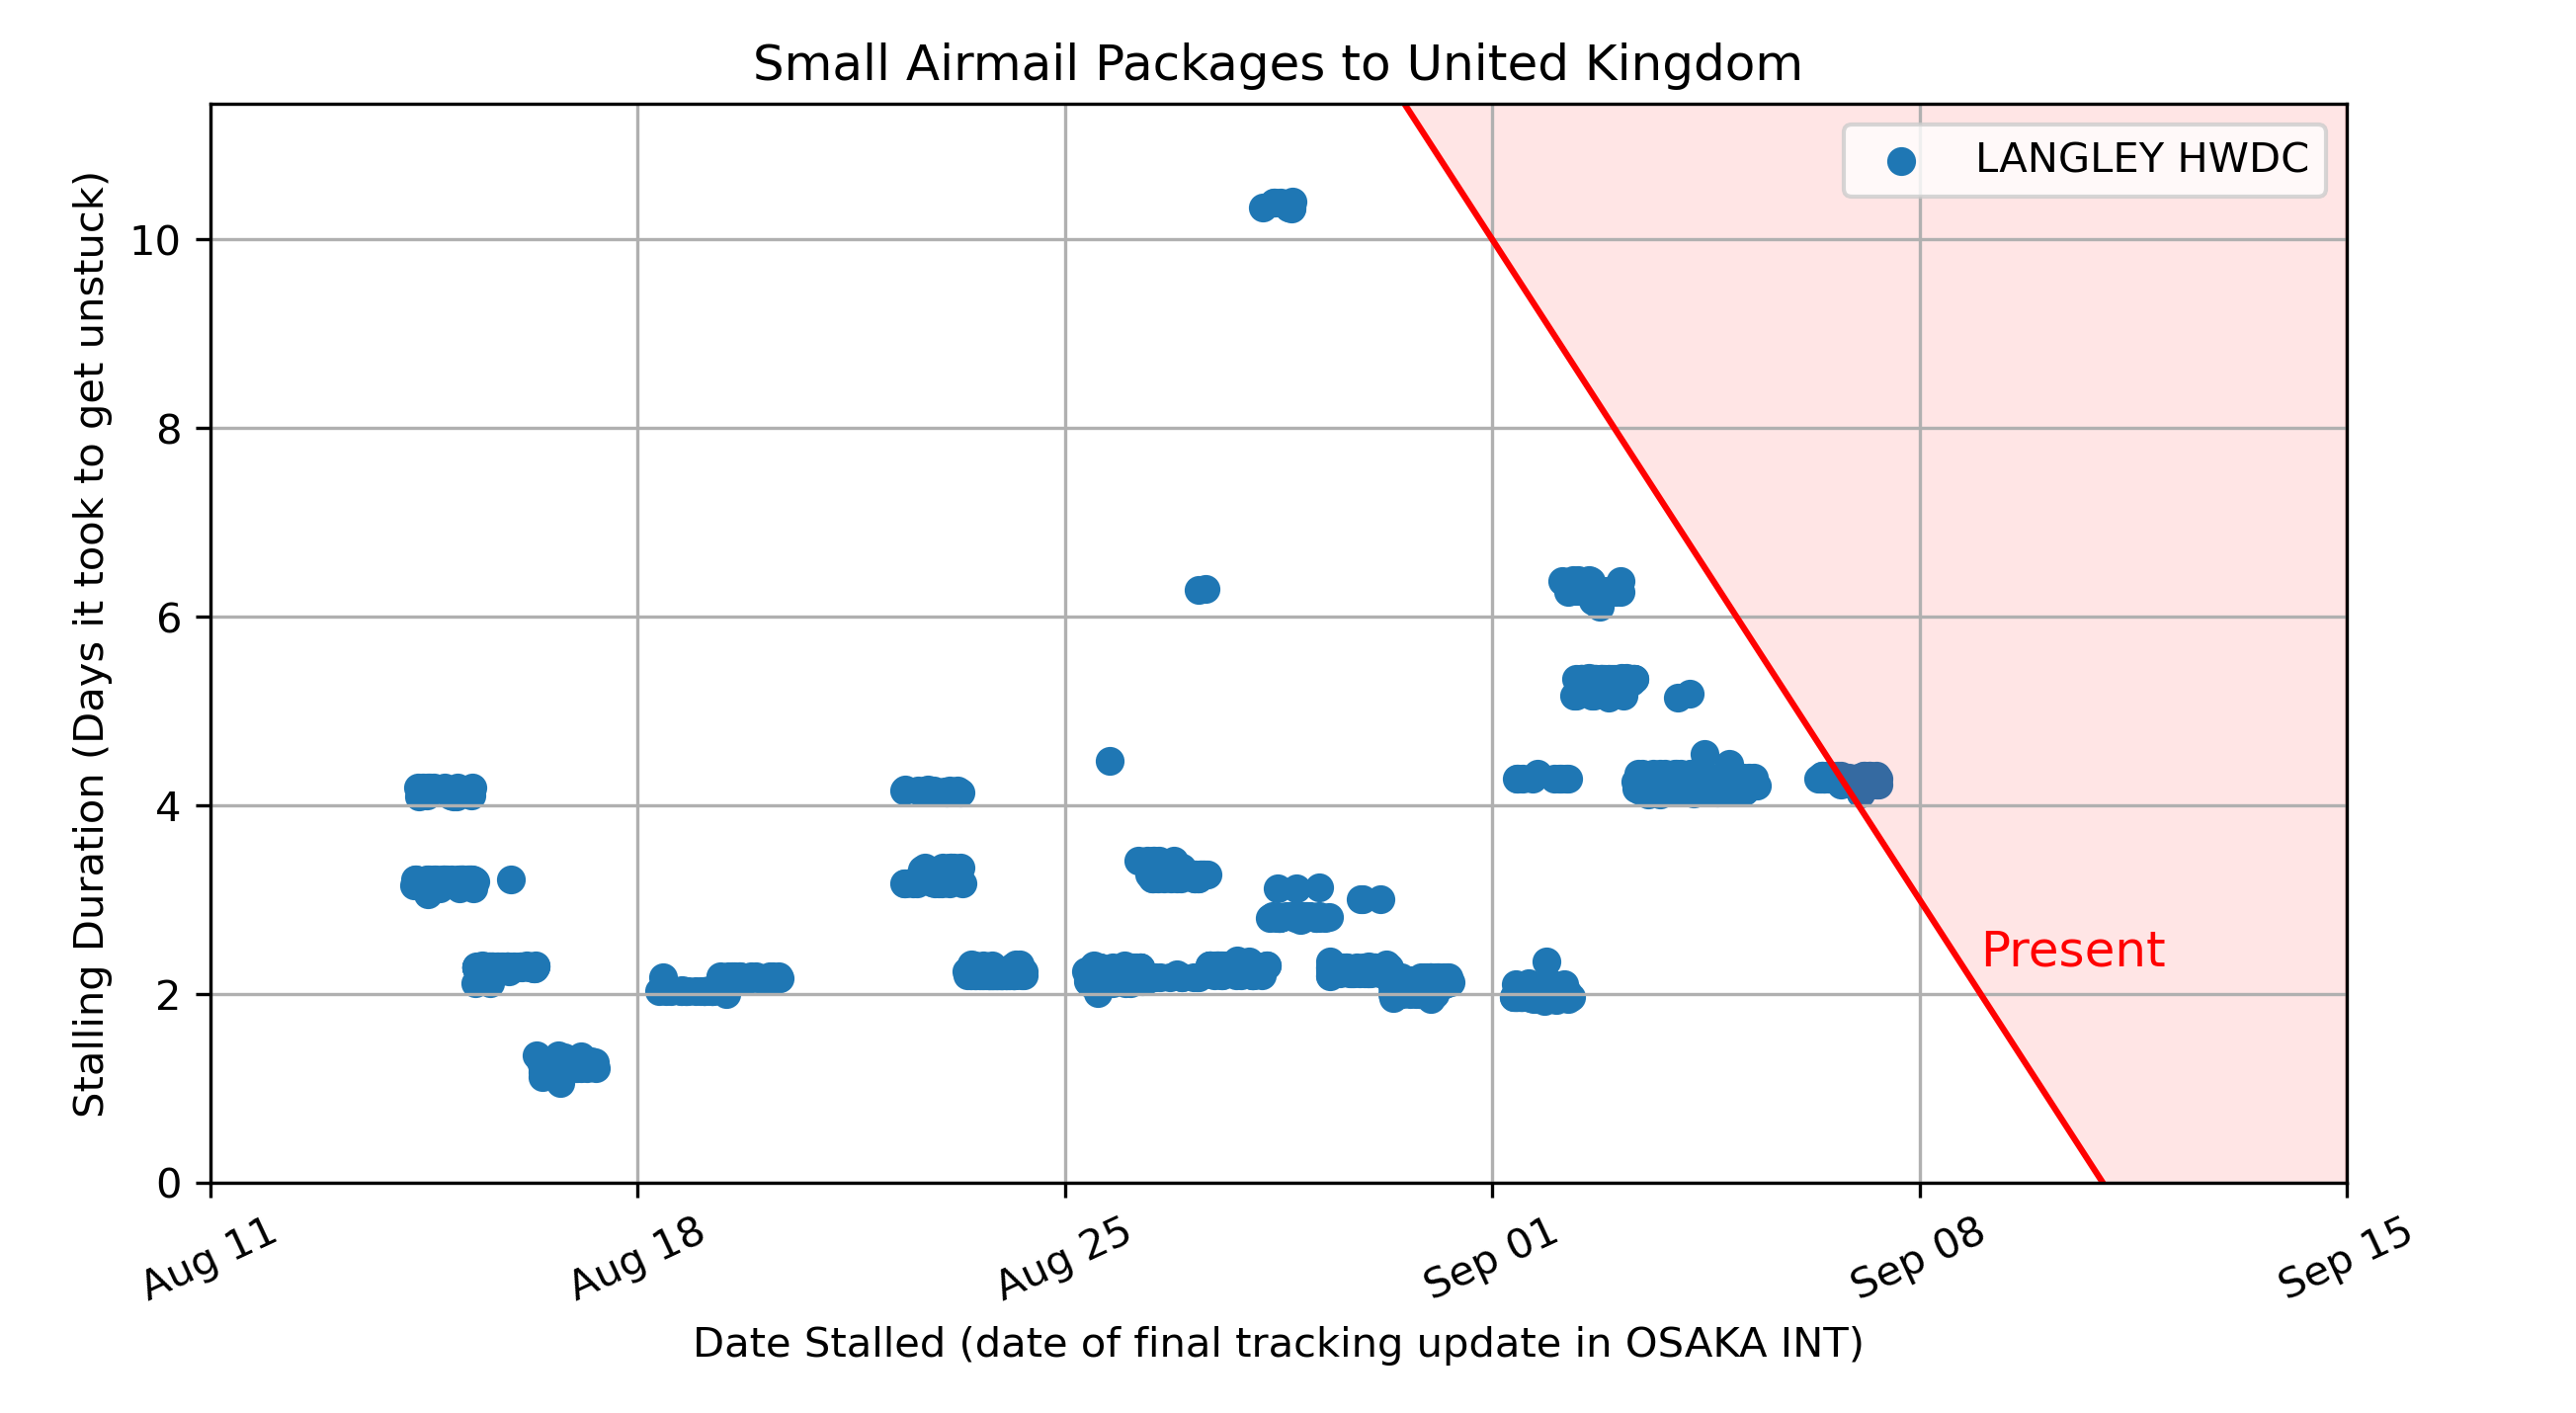 Small Airmail Packages to United Kingdom
LANGLEY HWDC
Stalling Duration (Days it took to get unstuck)
10
8
6
4
2
0
Present
Aug 11
Aug 18
Aug 25
Sep 01
Sep 08
Sep 15
Date Stalled (date of final tracking update in OSAKA INT)